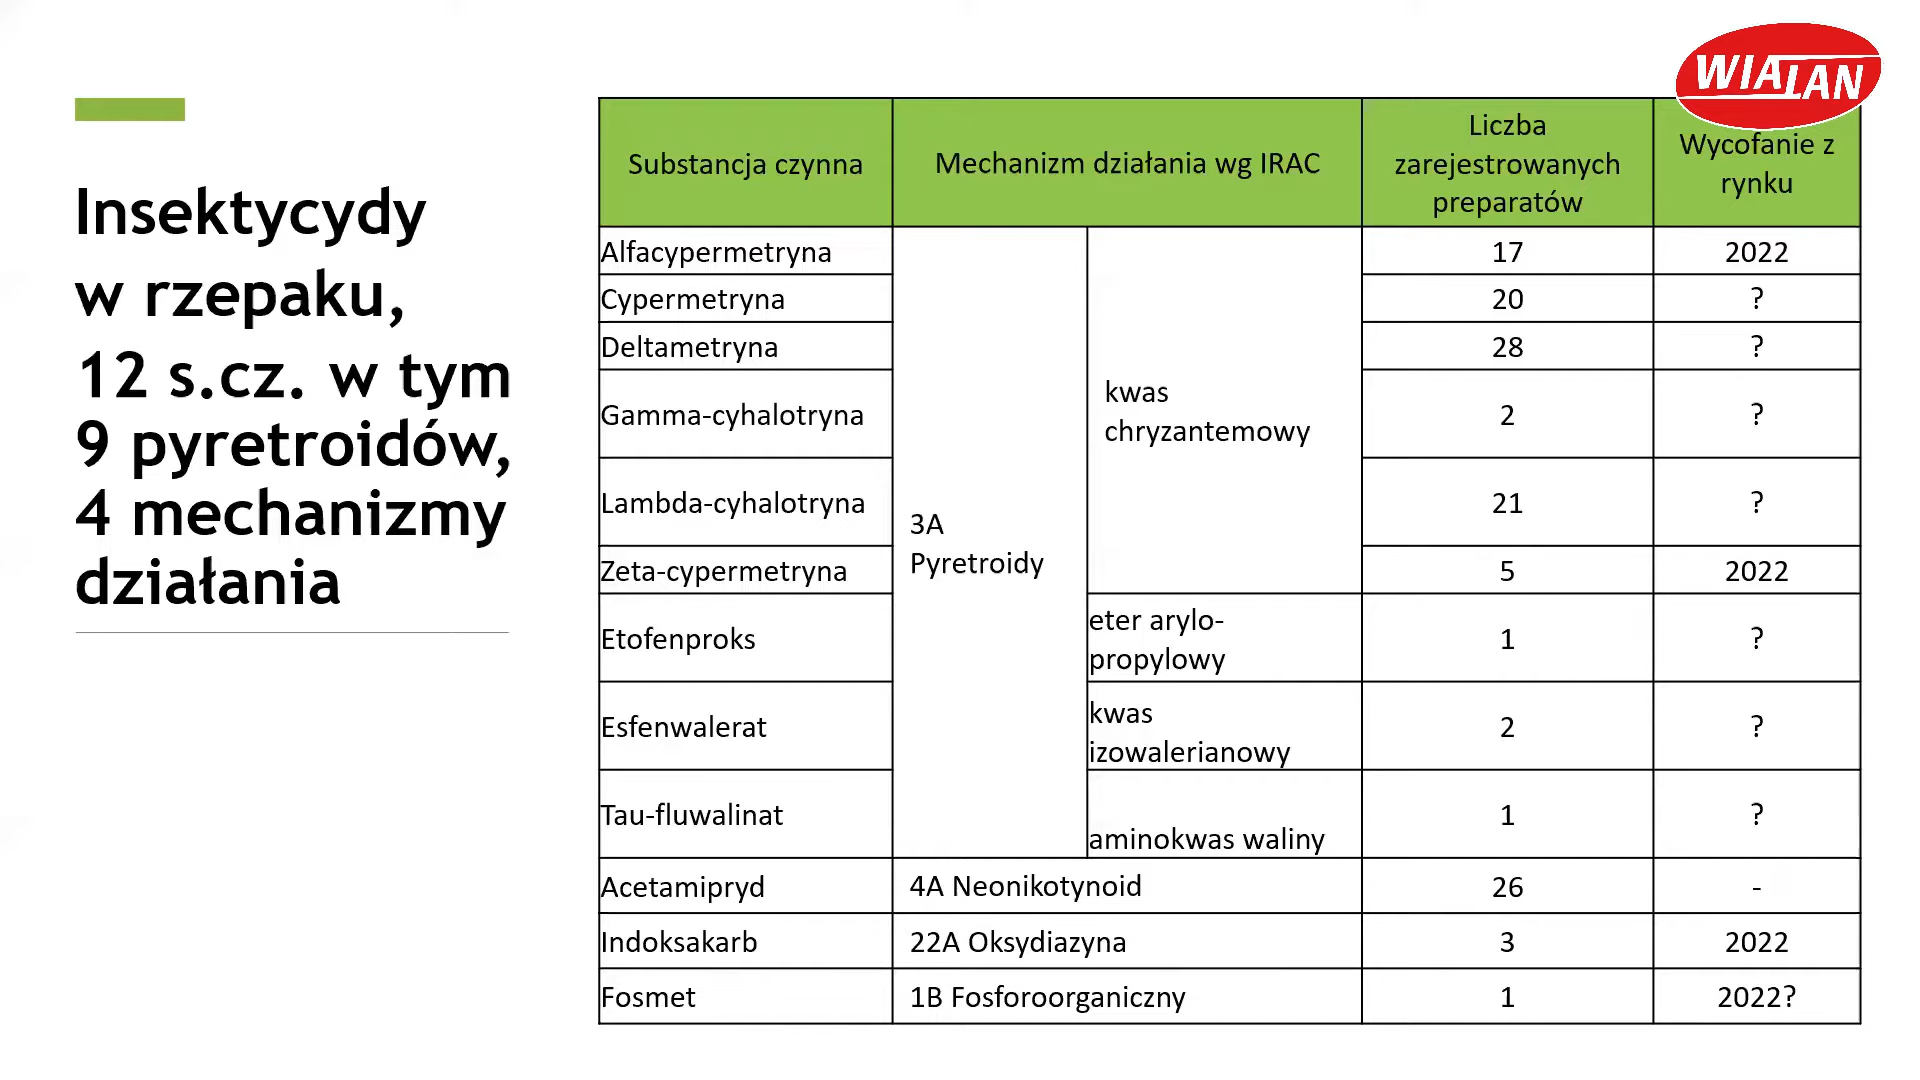 WIALAN
Insektycydy
w rzepaku,
12 s.cz. w tym
9 pyretroidów,
4 mechanizmy
działania
Substancja czynna
Mechanizm działania wg IRAC
Liczba
zarejestrowanych
preparatów
Wycofanie z
rynku
Alfacypermetryna
17
2022
Cypermetryna
20
?
Deltametryna
28
?
Gamma-cyhalotryna
2
?
kwas
chryzantemowy
Lambda-cyhalotryna
21
?
3A
Pyretroidy
Zeta-cypermetryna
5
2022
Etofenproks
eter arylo-
propylowy
1
?
Esfenwalerat
kwas
izowalerianowy
2
?
Tau-fluwalinat
aminokwas waliny
1
?
Acetamipryd
4A Neonikotynoid
26
-
Indoksakarb
22A Oksydiazyna
3
2022
Fosmet
1B Fosforoorganiczny
1
2022?